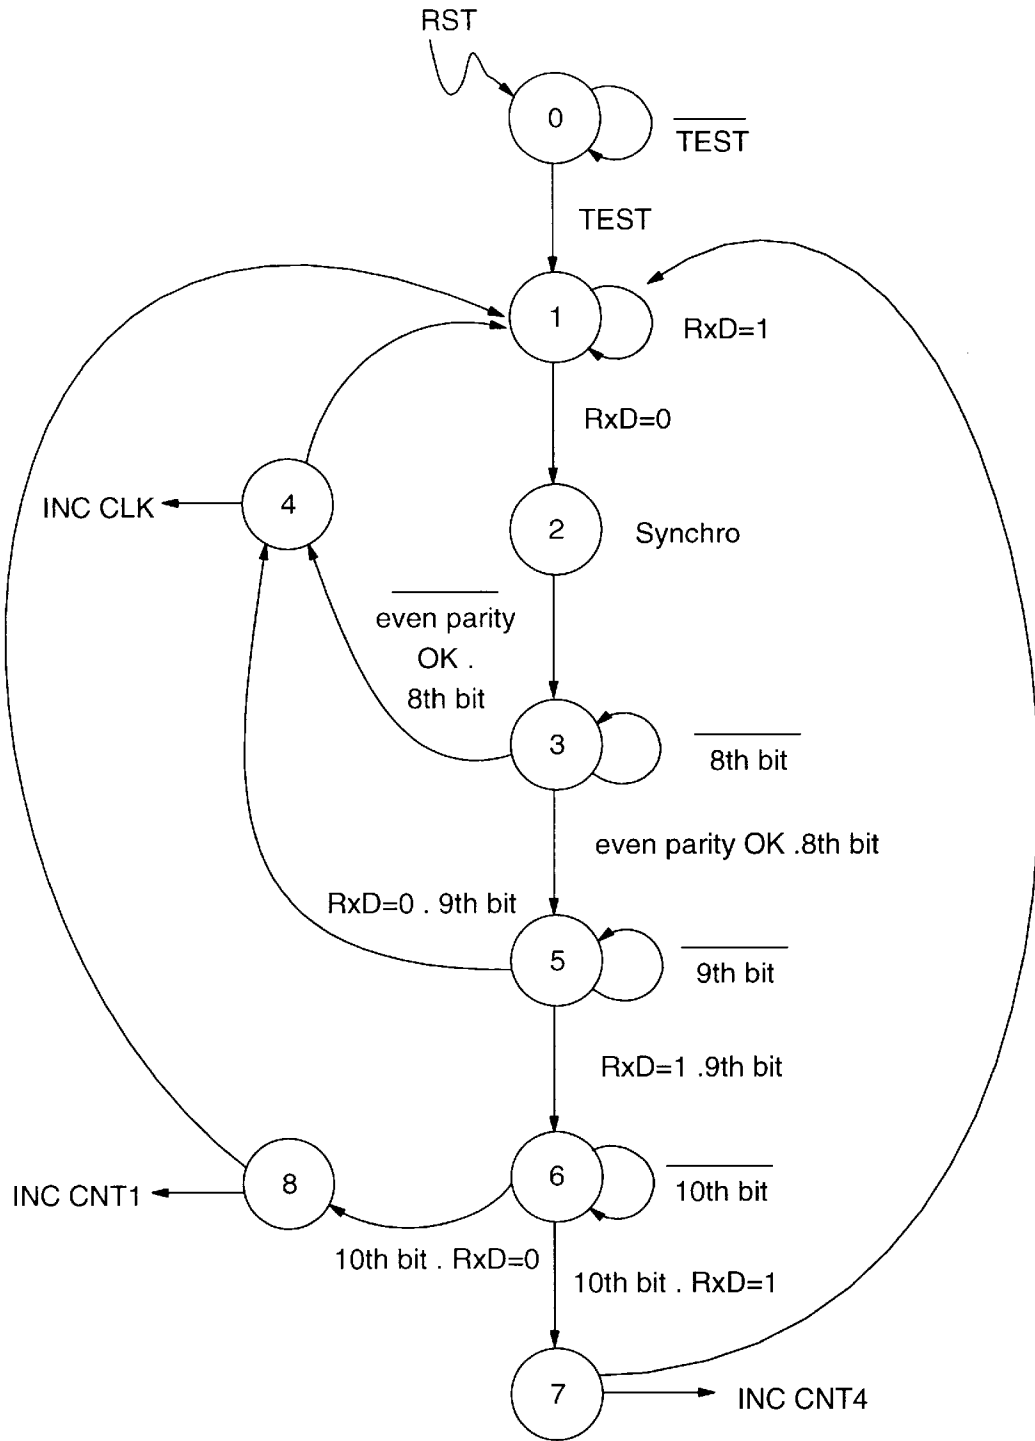 RST
0
TEST
TEST
1
RxD=1
RxD=0
INC CLK
4
2
Synchro
even parity
OK .
8th bit
3
8th bit
even parity OK .8th bit
RxD=0 . 9th bit
5
9th bit
RxD=1 .9th bit
6
10th bit
8
INC CNT1
10th bit . RxD=0
10th bit . RxD=1
7
INC CNT4